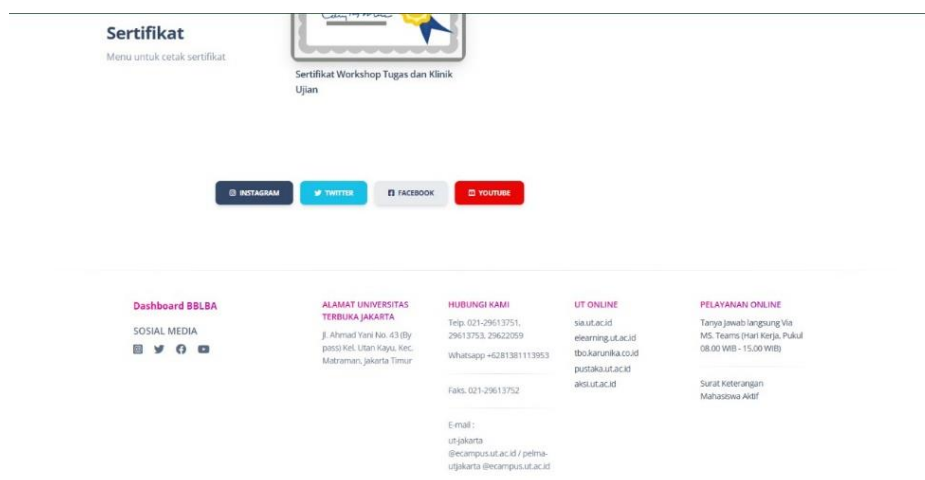 Sertifikat
Menu untuk cetak sertifikat
Sertifikat Workshop Tugas dan Klinik
Ujian
INSTAGRAM
TWITTER
FACEBOOK
YOUTUBE
Dashboard BBLBA
SOSIAL MEDIA
ALAMAT UNIVERSITAS
TERBUKA JAKARTA
Jl. Ahmad Yani No. 43 (By
pass) Kel. Utan Kayu, Kec.
Matraman, Jakarta Timur
HUBUNGI KAMI
Telp. 021-29613751,
29613753, 29622059
Whatsapp +6281381113953
Faks. 021-29613752
E-mail :
ut-jakarta
@ecampus.ut.ac.id / pelma-
utjakarta @ecampus.ut.ac.id
UT ONLINE
sia.ut.ac.id
elearning.ut.ac.id
tbo.karunika.co.id
pustaka.ut.ac.id
aksi.ut.ac.id
PELAYANAN ONLINE
Tanya jawab langsung Via
MS. Teams (Hari Kerja, Pukul
08.00 WIB - 15.00 WIB)
Surat Keterangan
Mahasiswa Aktif